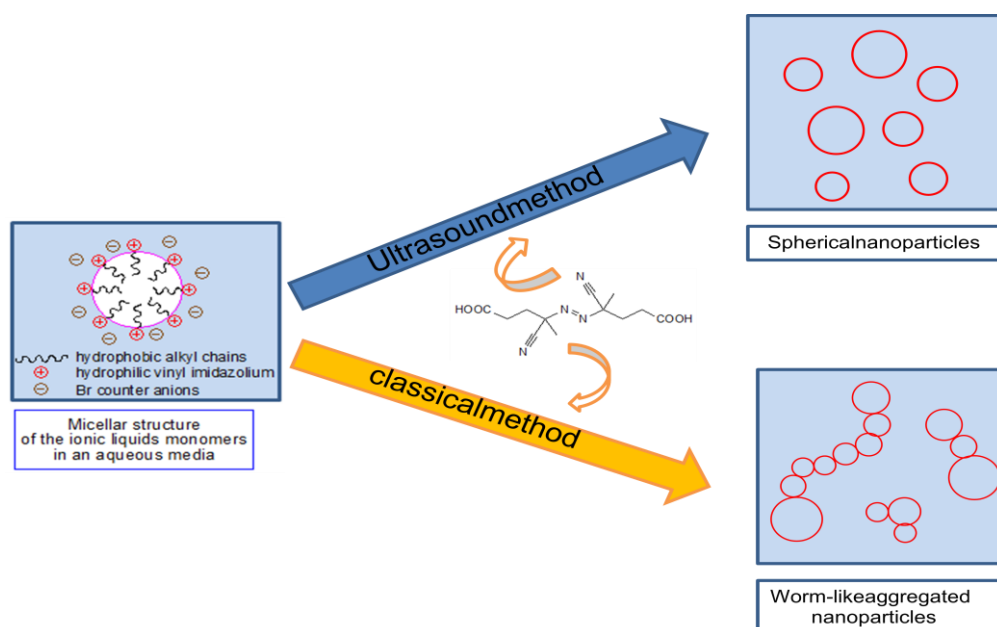 hydrophobic alkyl chains
hydrophilic vinyl imidazolium
Br counter anions
Micellar structure
of the ionic liquids monomers
in an aqueous media
Ultrasoundmethod
N
HOOC
N
N
COOH
N
classicalmethod
Sphericalnanoparticles
Worm-likeaggregated
nanoparticles